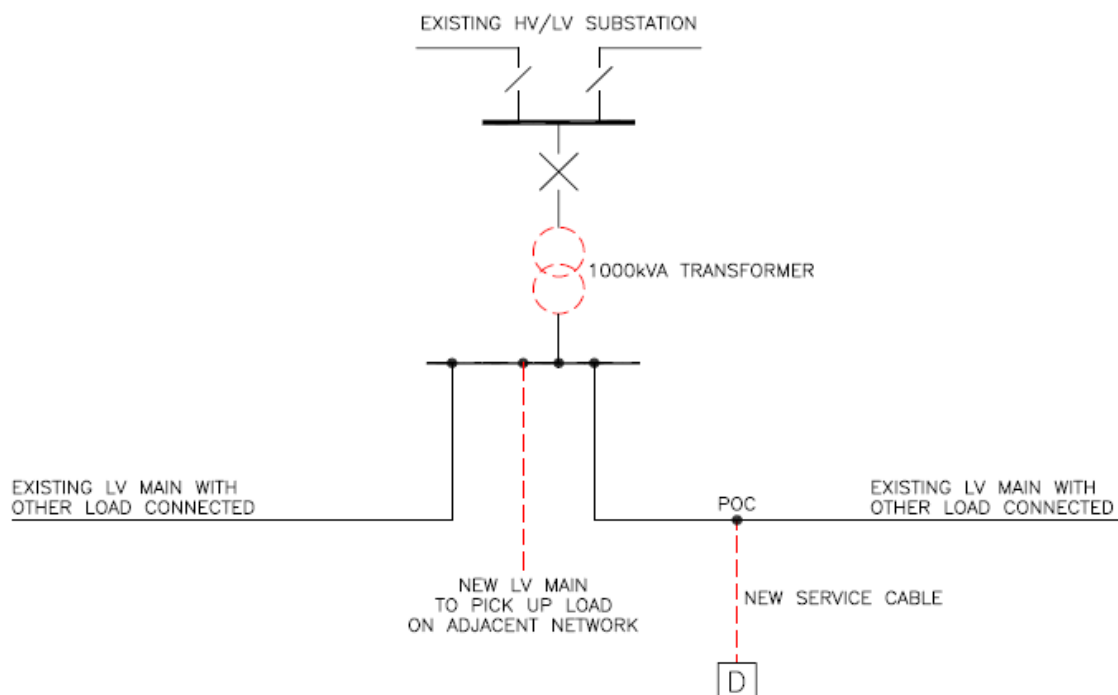 EXISTING HV/LV SUBSTATION
1000kVA TRANSFORMER
EXISTING LV MAIN WITH
OTHER LOAD CONNECTED
POC
EXISTING LV MAIN WITH
OTHER LOAD CONNECTED
NEW LV MAIN
TO PICK UP LOAD
ON ADJACENT NETWORK
NEW SERVICE CABLE
D